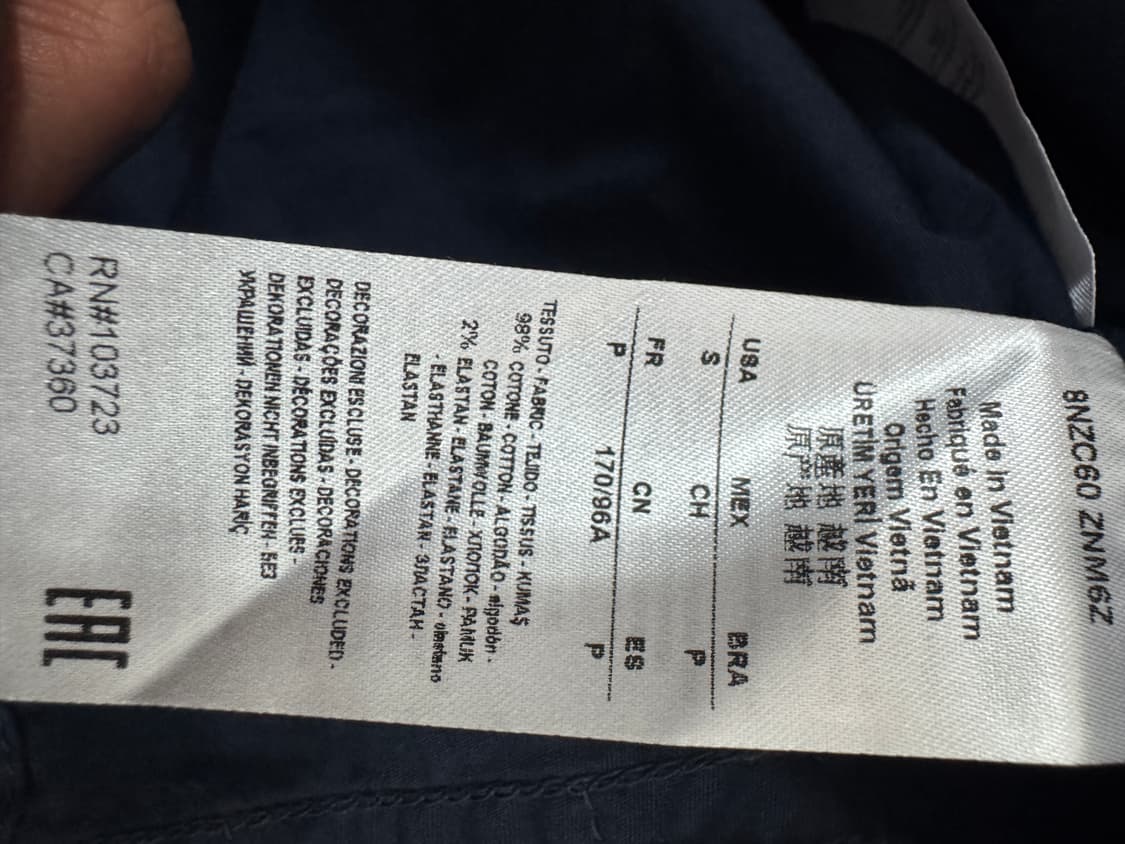 8NZC60 ZNM6Z
Made in Vietnam
Fabriqué en Vietnam
Hecho En Vietnam
Origem Vietnã
ÜRETİM YERİ Vietnam
原產地 越南
原产地 越南
USA MEX BRA
S CH P
FR CN ES
P 170/96A P
TESSUTO - FABRIC - TEJIDO - TISSUS - KUMAŞ
98% COTONE - COTTON - ALGODÃO - algodón -
COTON - BAUMWOLLE - ХЛОПОК - PAMUK
2% ELASTAN - ELASTANE - ELASTANO - elastano
- ELASTHANNE - ELASTAN - ЭЛАСТАН -
ELASTAN
DECORAZIONI ESCLUSE - DECORATIONS EXCLUDED -
DECORAÇÕES EXCLUÍDAS - DECORACIONES
EXCLUIDAS - DÉCORATIONS EXCLUES -
DEKORATIONEN NICHT INBEGRIFFEN - БЕЗ
УКРАШЕНИЙ - DEKORASYON HARİÇ
RN#103723
CA#37360
EAC